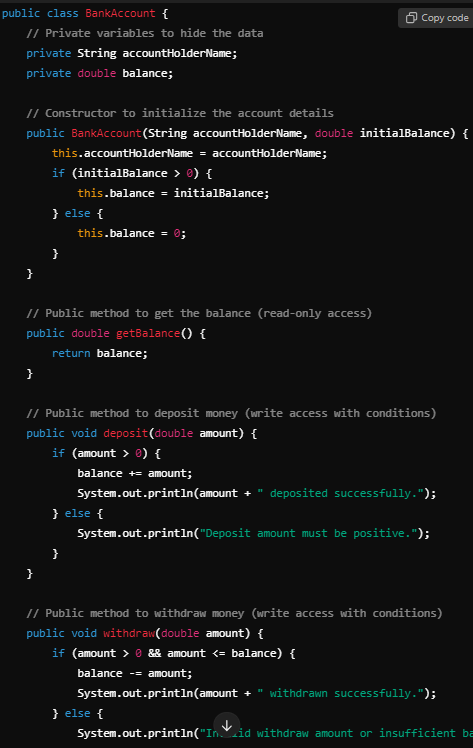 public class BankAccount {
Copy code
    // Private variables to hide the data
    private String accountHolderName;
    private double balance;

    // Constructor to initialize the account details
    public BankAccount(String accountHolderName, double initialBalance) {
        this.accountHolderName = accountHolderName;
        if (initialBalance > 0) {
            this.balance = initialBalance;
        } else {
            this.balance = 0;
        }
    }

    // Public method to get the balance (read-only access)
    public double getBalance() {
        return balance;
    }

    // Public method to deposit money (write access with conditions)
    public void deposit(double amount) {
        if (amount > 0) {
            balance += amount;
            System.out.println(amount + " deposited successfully.");
        } else {
            System.out.println("Deposit amount must be positive.");
        }
    }

    // Public method to withdraw money (write access with conditions)
    public void withdraw(double amount) {
        if (amount > 0 && amount <= balance) {
            balance -= amount;
            System.out.println(amount + " withdrawn successfully.");
        } else {
            System.out.println(" withdraw amount or insufficient